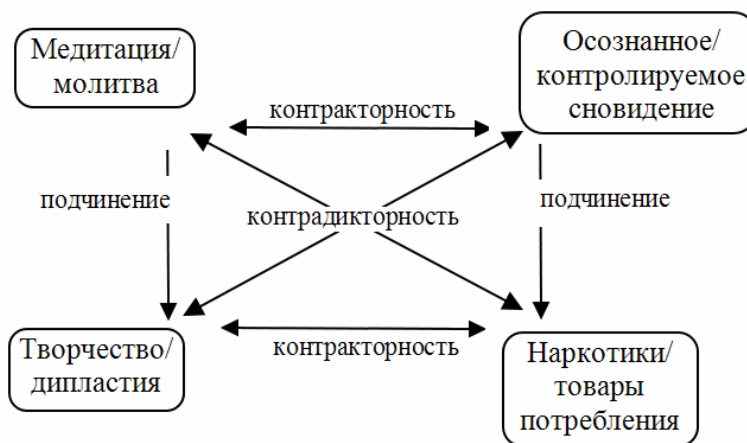 Медитация/
молитва
Осознанное/
контролируемое
сновидение
контракторность
подчинение
контрадикторность
подчинение
контракторность
Творчество/
дипластия
Наркотики/
товары
потребления